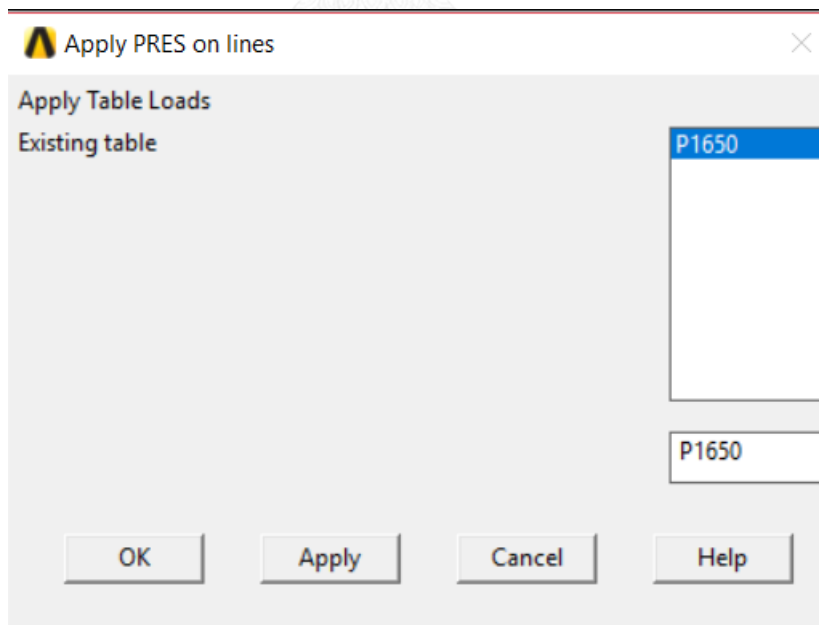 Apply PRES on lines
Apply Table Loads
Existing table
P1650
P1650
OK
Apply
Cancel
Help